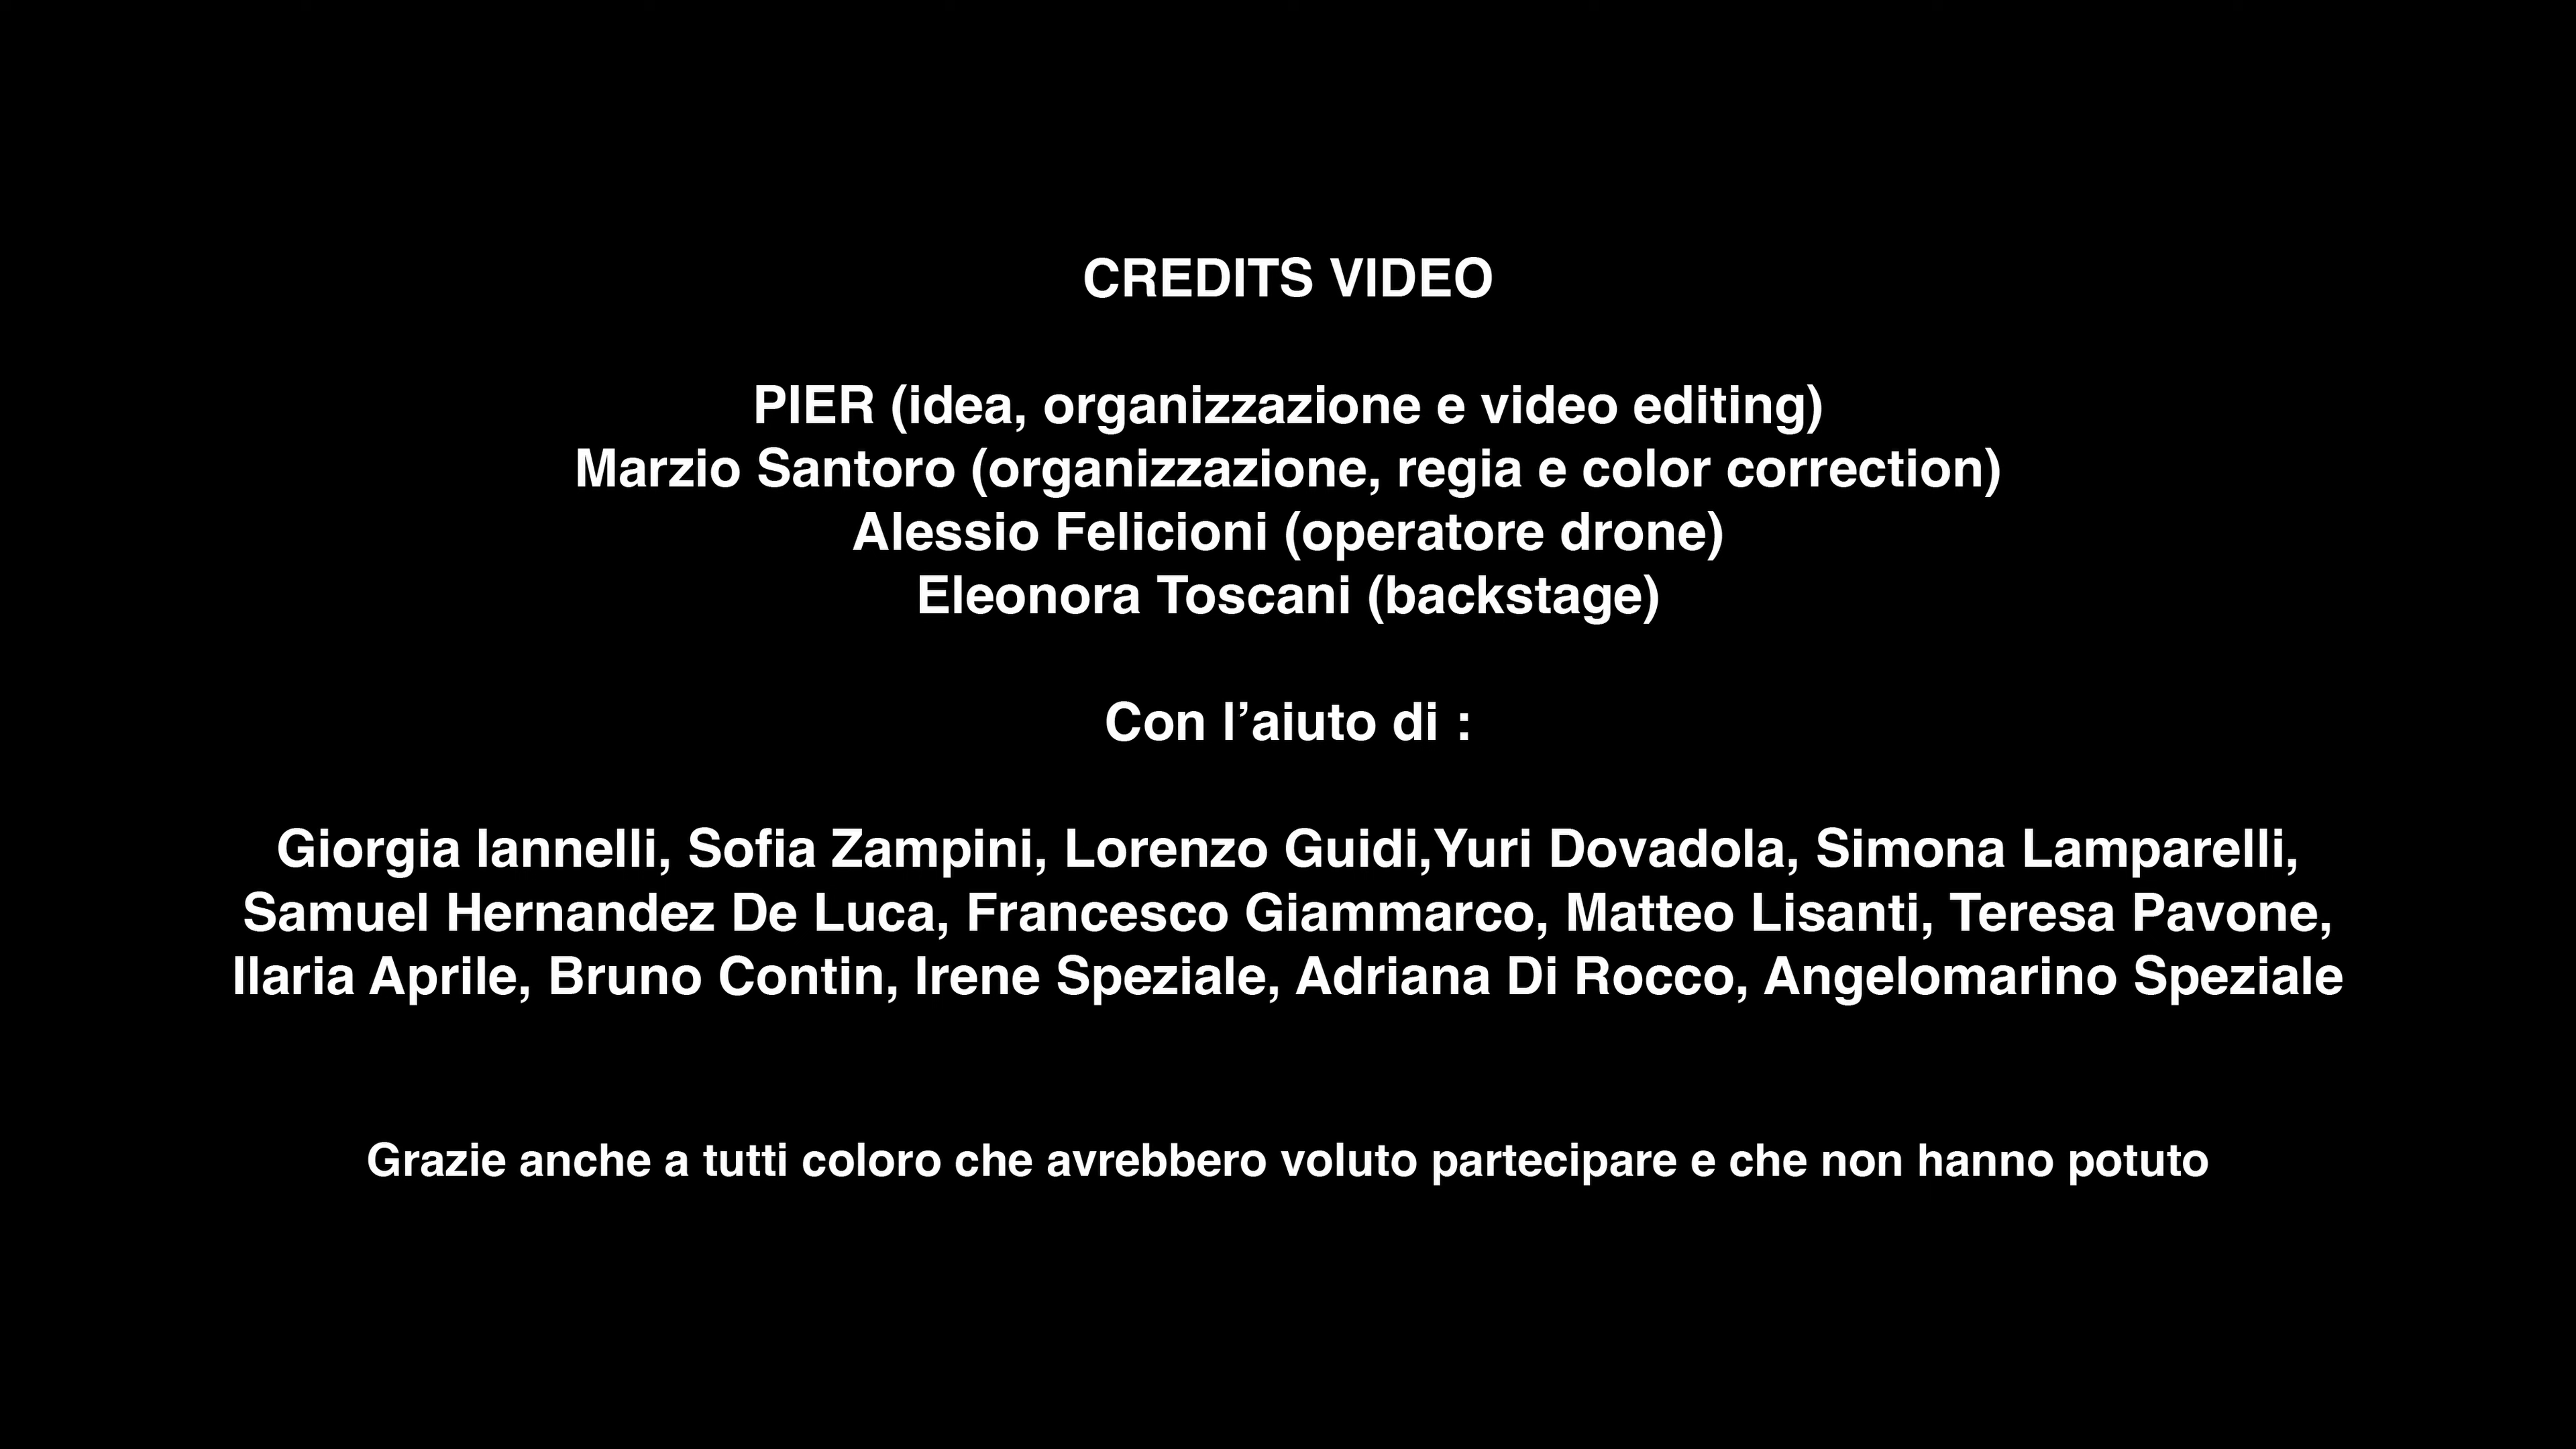 CREDITS VIDEO
PIER (idea, organizzazione e video editing)
Marzio Santoro (organizzazione, regia e color correction)
Alessio Felicioni (operatore drone)
Eleonora Toscani (backstage)
Con l’aiuto di :
Giorgia Iannelli, Sofia Zampini, Lorenzo Guidi,Yuri Dovadola, Simona Lamparelli,
Samuel Hernandez De Luca, Francesco Giammarco, Matteo Lisanti, Teresa Pavone,
Ilaria Aprile, Bruno Contin, Irene Speziale, Adriana Di Rocco, Angelomarino Speziale
Grazie anche a tutti coloro che avrebbero voluto partecipare e che non hanno potuto